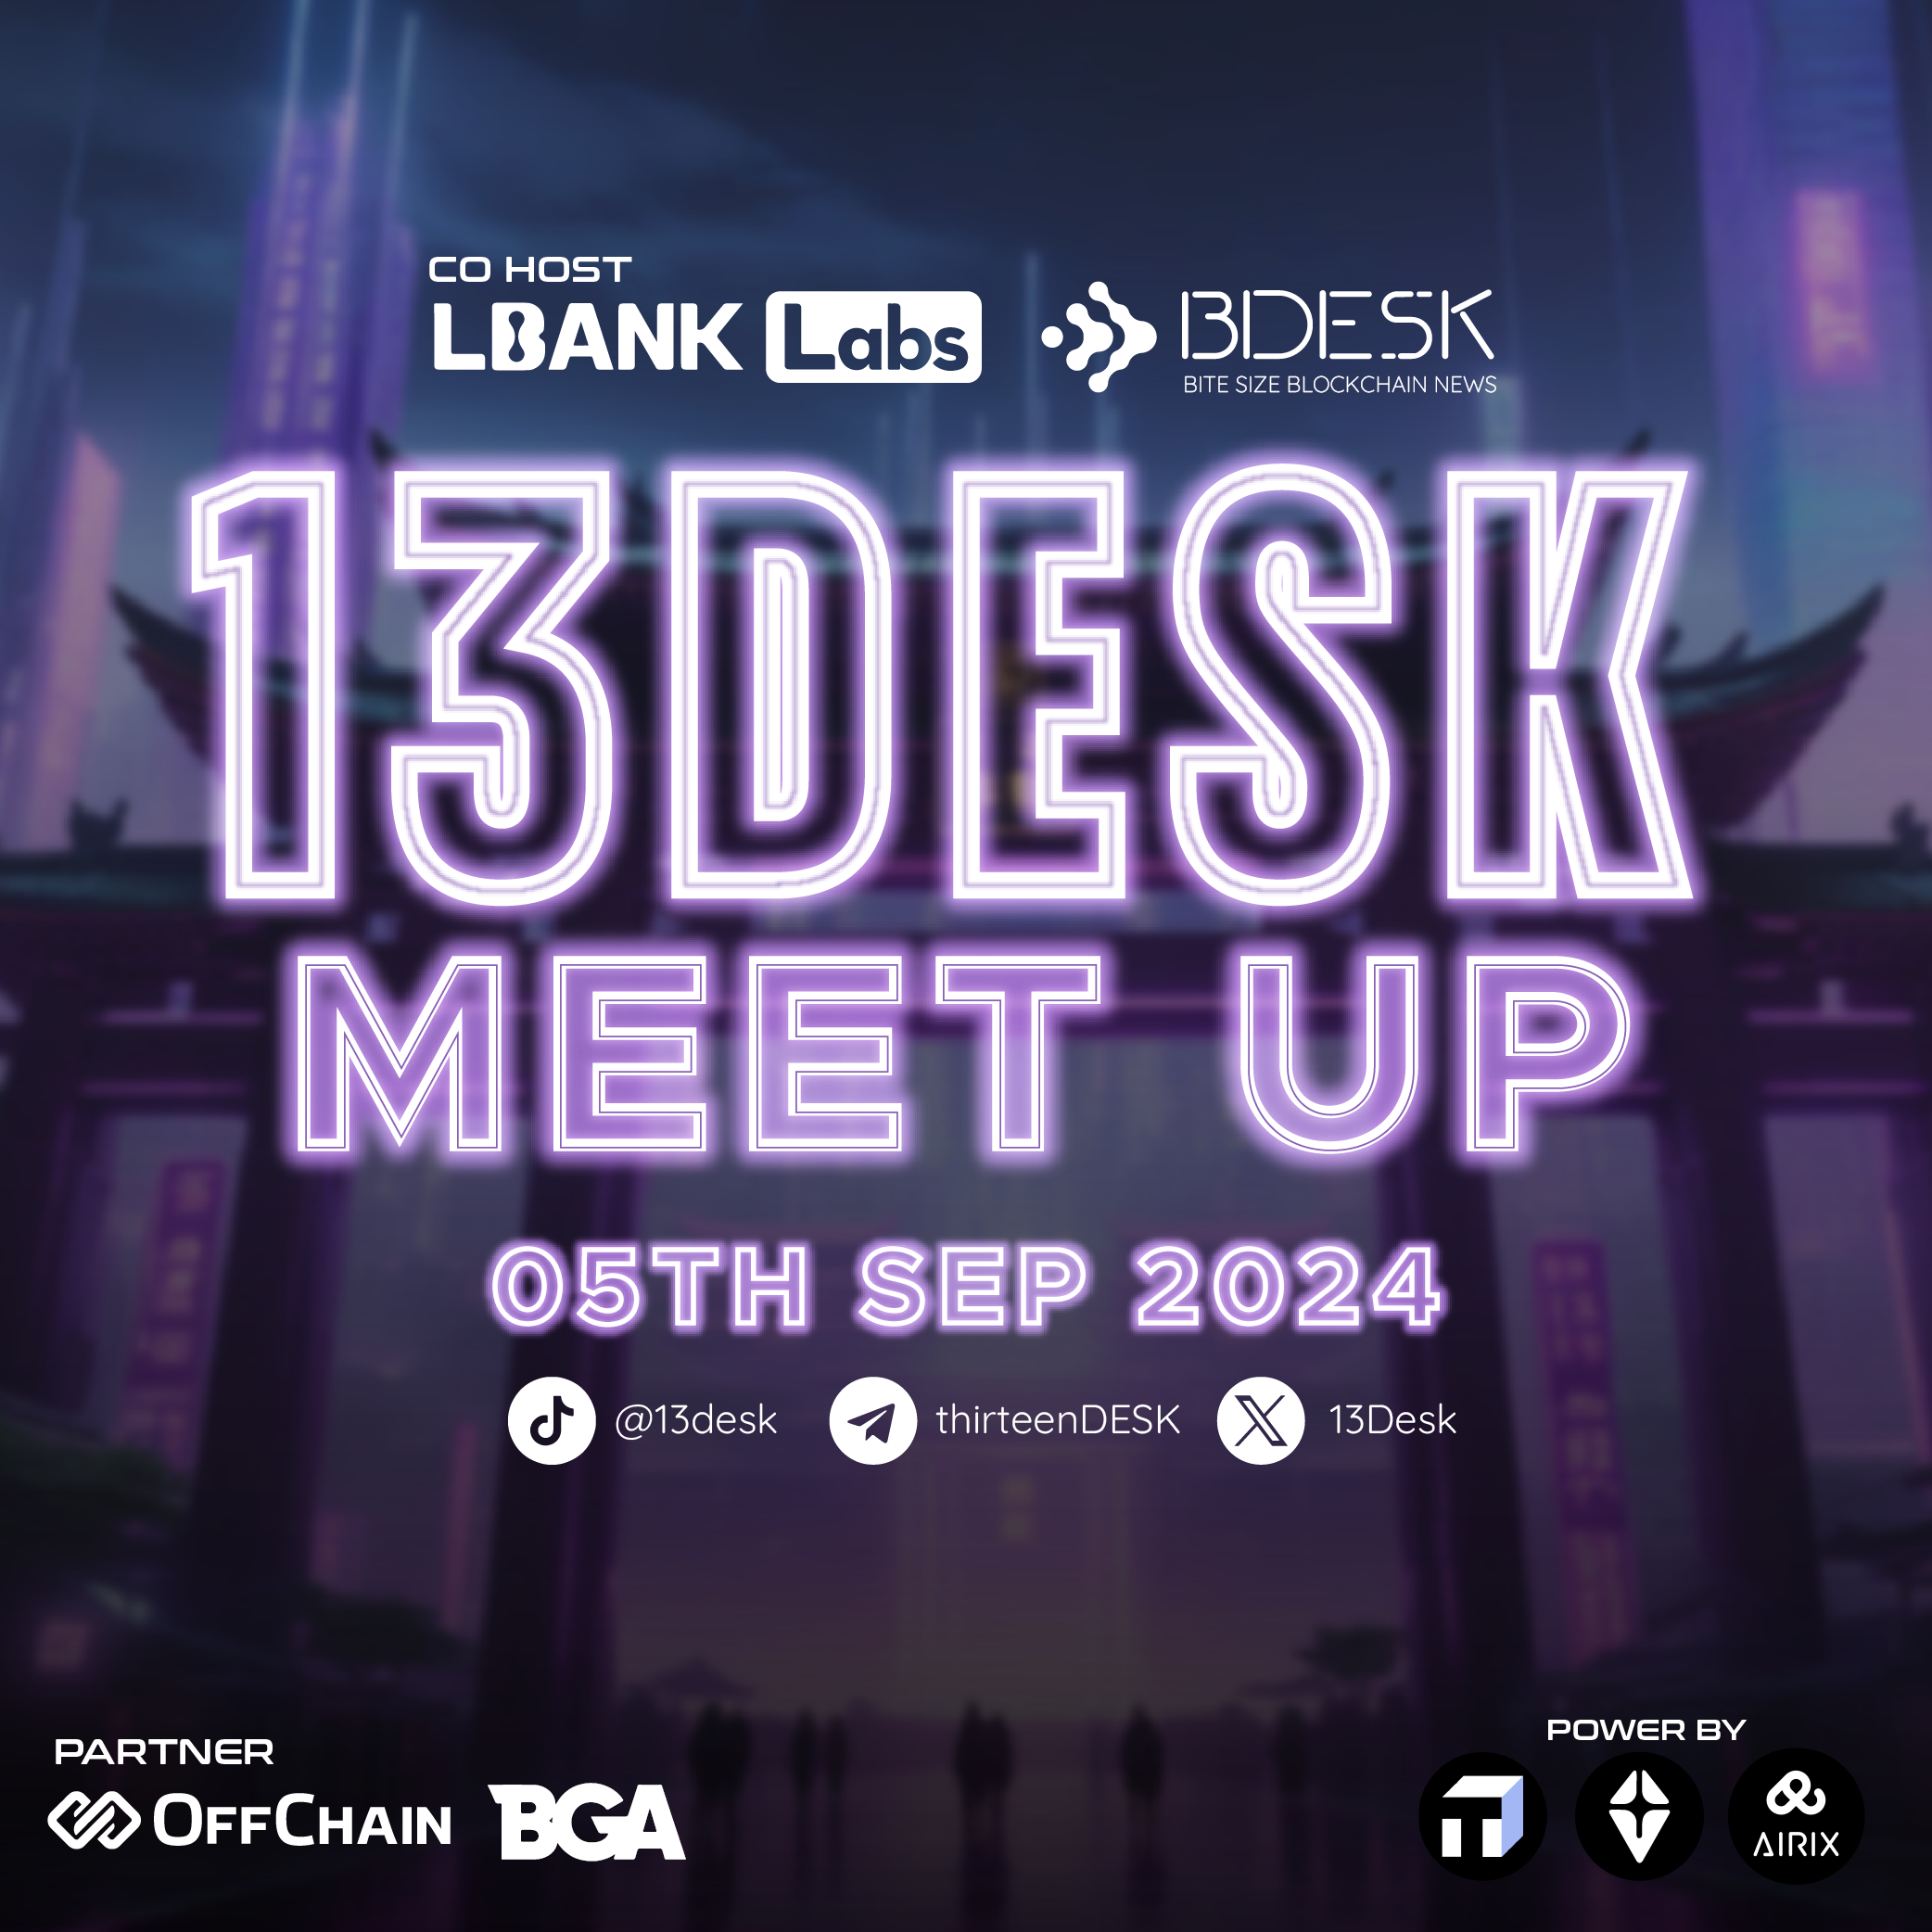 CO HOST
LBANK Labs
13DESK
BITE SIZE BLOCKCHAIN NEWS
13DESK
MEET UP
05TH SEP 2024
@13desk thirteenDESK 13Desk
PARTNER
OFFCHAIN BGA
POWER BY
AIRIX